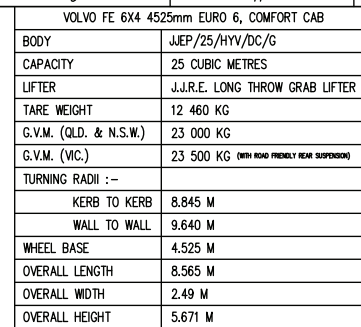 VOLVO FE 6X4 4525mm EURO 6, COMFORT CAB
BODY JJEP/25/HYV/DC/G
CAPACITY 25 CUBIC METRES
LIFTER J.J.R.E. LONG THROW GRAB LIFTER
TARE WEIGHT 12 460 KG
G.V.M. (QLD. & N.S.W.) 23 000 KG
G.V.M. (VIC.) 23 500 KG (WITH ROAD FRIENDLY REAR SUSPENSION)
TURNING RADII :–
KERB TO KERB 8.845 M
WALL TO WALL 9.640 M
WHEEL BASE 4.525 M
OVERALL LENGTH 8.565 M
OVERALL WIDTH 2.49 M
OVERALL HEIGHT 5.671 M